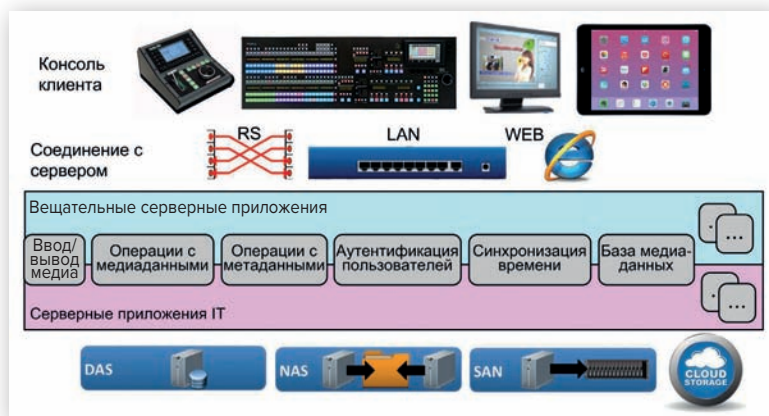 Консоль
клиента
RS
LAN
WEB
Соединение с
сервером
Вещательные серверные приложения
Ввод/
вывод
медиа
Операции с
медиаданными
Операции с
метаданными
Аутентификация
пользователей
Синхронизация
времени
База медиа-
данных
...
...
Серверные приложения IT
DAS
NAS
SAN
CLOUD
STORAGE